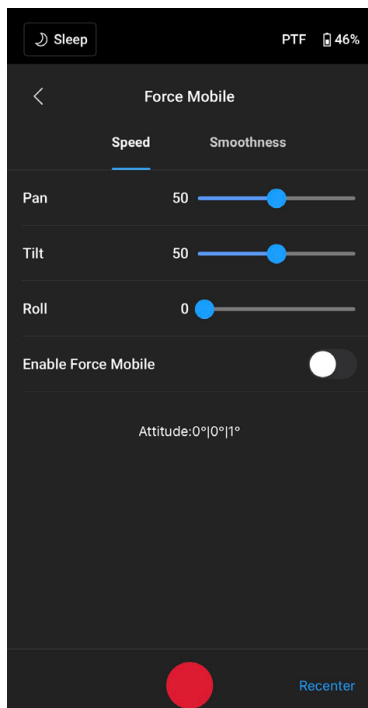 Sleep PTF 46%
Force Mobile
Speed Smoothness
Pan 50
Tilt 50
Roll 0
Enable Force Mobile
Attitude:0°|0°|1°
Recenter